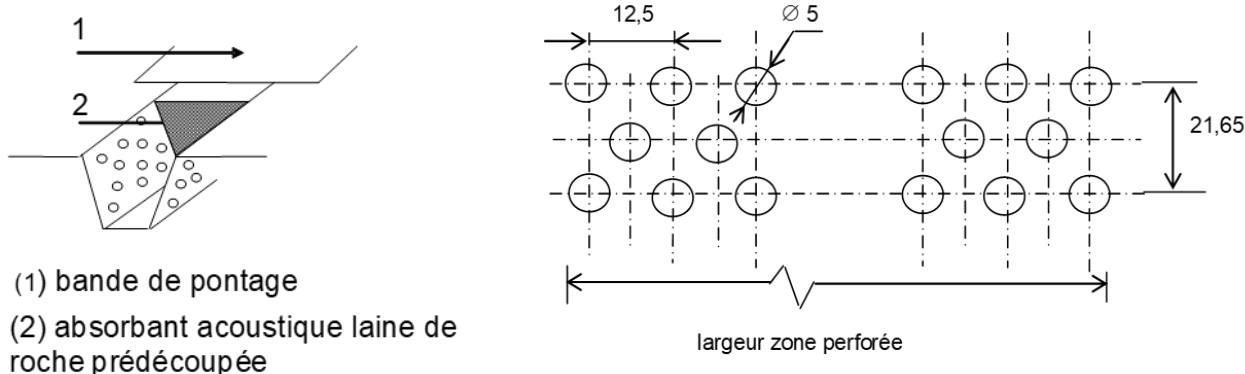 1
2
(1) bande de pontage
(2) absorbant acoustique laine de
roche prédécoupée
12,5
∅ 5
21,65
largeur zone perforée